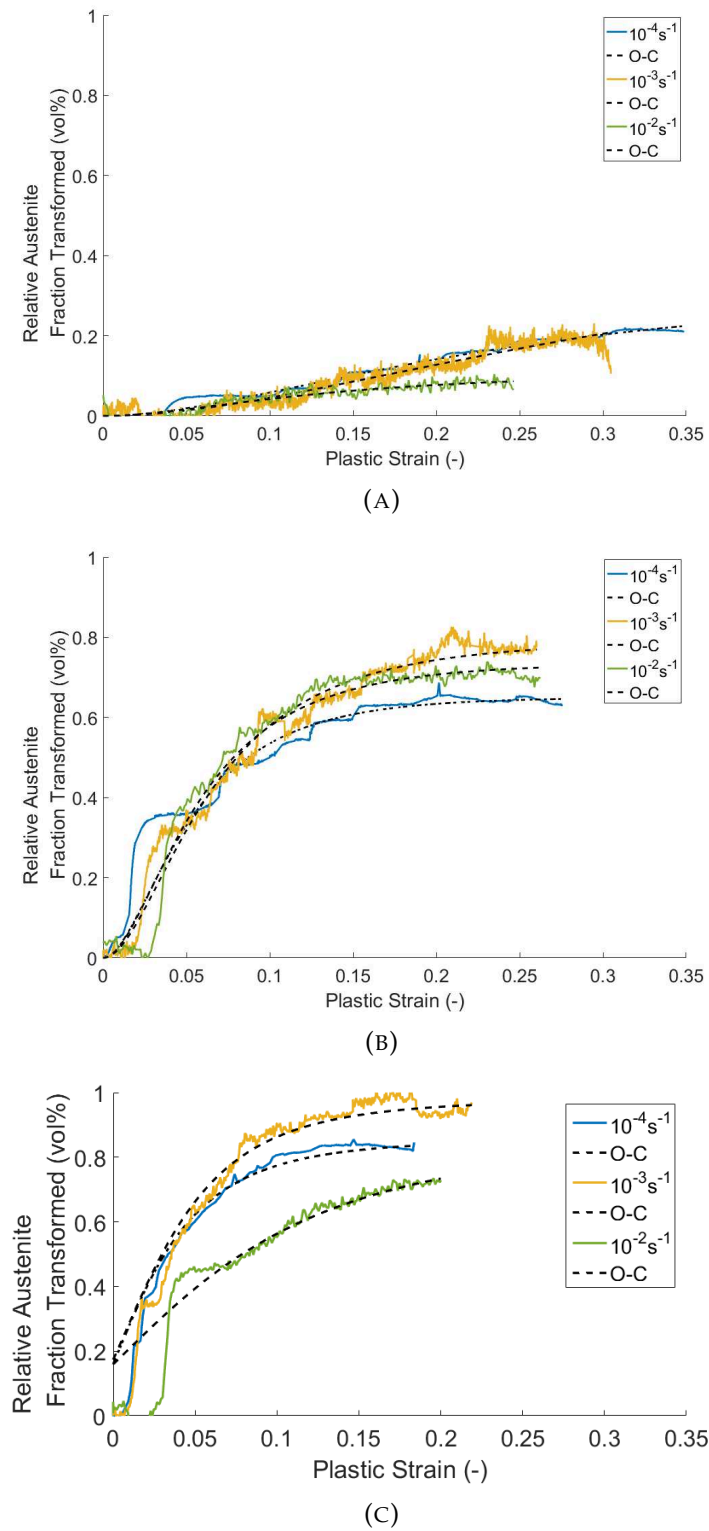 1
0.8
0.6
0.4
0.2
0
Relative Austenite
Fraction Transformed (vol%)
10⁻⁴s⁻¹
O-C
10⁻³s⁻¹
O-C
10⁻²s⁻¹
O-C
0 0.05 0.1 0.15 0.2 0.25 0.3 0.35
Plastic Strain (-)
(A)
1
0.8
0.6
0.4
0.2
0
Relative Austenite
Fraction Transformed (vol%)
10⁻⁴s⁻¹
O-C
10⁻³s⁻¹
O-C
10⁻²s⁻¹
O-C
0 0.05 0.1 0.15 0.2 0.25 0.3 0.35
Plastic Strain (-)
(B)
1
0.8
0.6
0.4
0.2
0
Relative Austenite
Fraction Transformed (vol%)
10⁻⁴s⁻¹
O-C
10⁻³s⁻¹
O-C
10⁻²s⁻¹
O-C
0 0.05 0.1 0.15 0.2 0.25 0.3 0.35
Plastic Strain (-)
(C)